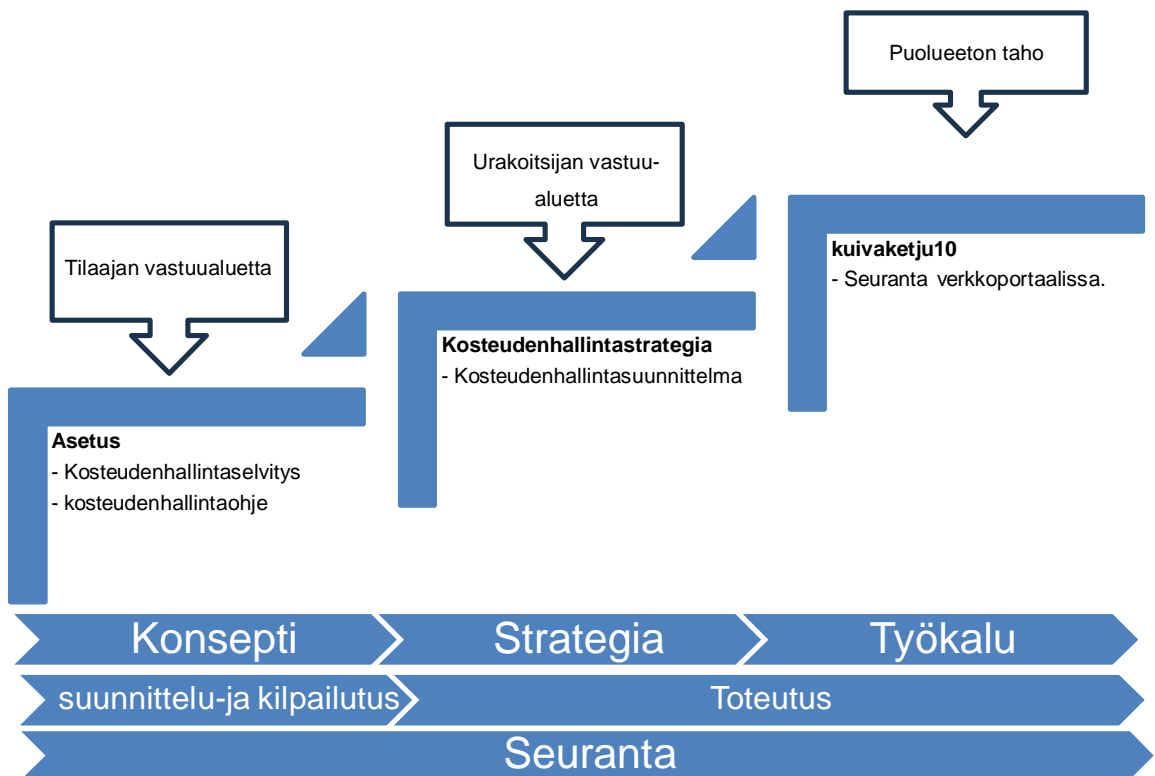 Puolueeton taho
Urakoitsijan vastuu-
aluetta
Tilaajan vastuualuetta
kuivaketju10
- Seuranta verkkoportaalissa.
Kosteudenhallintastrategia
- Kosteudenhallintasuunnittelma
Asetus
- Kosteudenhallintaselvitys
- kosteudenhallintaohje
Konsepti
Strategia
Työkalu
suunnittelu-ja kilpailutus
Toteutus
Seuranta